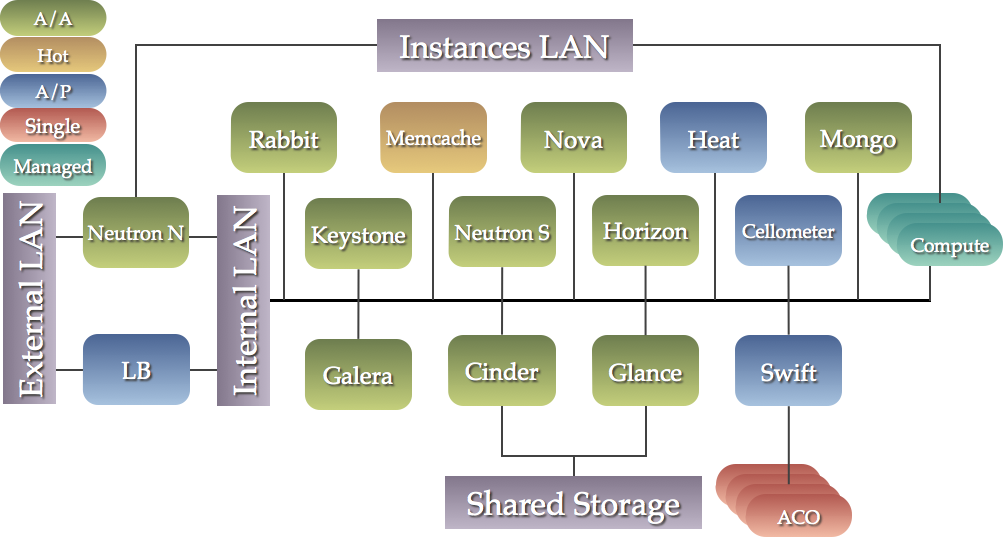 A/A
Hot
A/P
Single
Managed
Instances LAN
Rabbit
Memcache
Nova
Heat
Mongo
External LAN
Neutron N
Internal LAN
Keystone
Neutron S
Horizon
Cellometer
Compute
LB
Galera
Cinder
Glance
Swift
Shared Storage
ACO